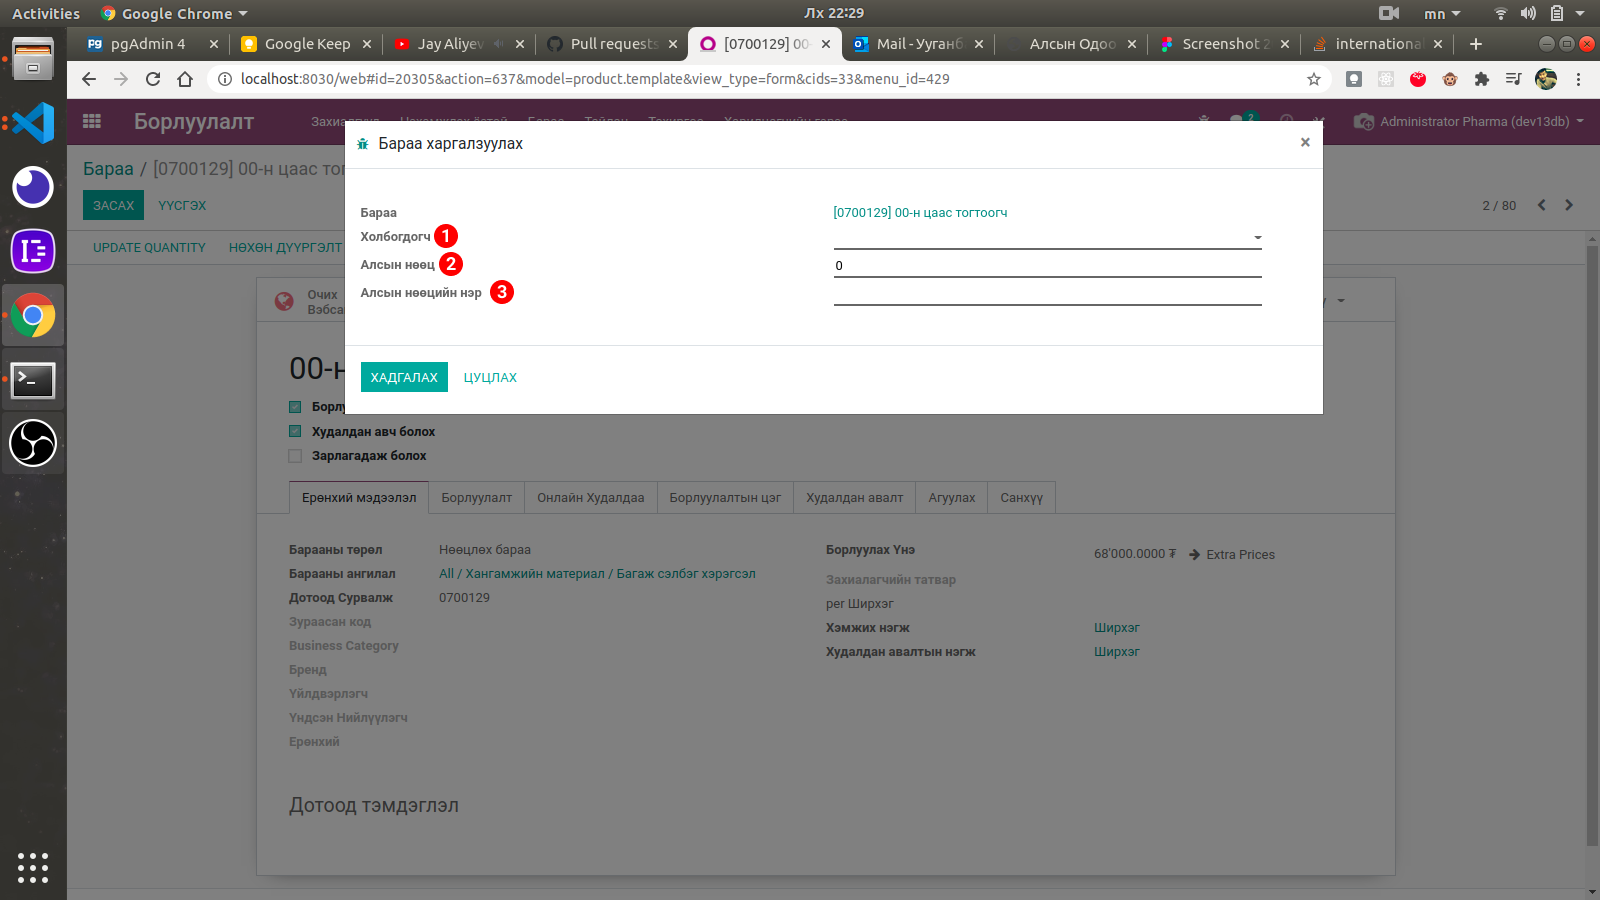 Activities
Google Chrome
Лх 22:29
mn
pgAdmin 4
Google Keep
Jay Aliyev
Pull requests
[0700129] 00-
Mail - Ууганб
Алсын Одоо
Screenshot 2
international
localhost:8030/web#id=20305&action=637&model=product.template&view_type=form&cids=33&menu_id=429
Борлуулалт
2
Administrator Pharma (dev13db)
Бараа / [0700129] 00-н цаас тог
ЗАСАХ
ҮҮСГЭХ
2 / 80
UPDATE QUANTITY
НӨХӨН ДҮҮРГЭЛТ
Бараа харгалзуулах
×
Бараа
[0700129] 00-н цаас тогтоогч
Холбогдогч 1
Алсын нөөц 2
0
Алсын нөөцийн нэр 3
ХАДГАЛАХ
ЦУЦЛАХ
Очих
Вэбса
00-н
Борлу
Худалдан авч болох
Зарлагадаж болох
Ерөнхий мэдээлэл
Борлуулалт
Онлайн Худалдаа
Борлуулалтын цэг
Худалдан авалт
Агуулах
Санхүү
Барааны төрөл
Нөөцлөх бараа
Барааны ангилал
All / Хангамжийн материал / Багаж сэлбэг хэрэгсэл
Дотоод Сурвалж
0700129
Зураасан код
Business Category
Бренд
Үйлдвэрлэгч
Үндсэн Нийлүүлэгч
Ерөнхий
Борлуулах Үнэ
68'000.0000 ₮
Extra Prices
Захиалагчийн татвар
per Ширхэг
Хэмжих нэгж
Ширхэг
Худалдан авалтын нэгж
Ширхэг
Дотоод тэмдэглэл